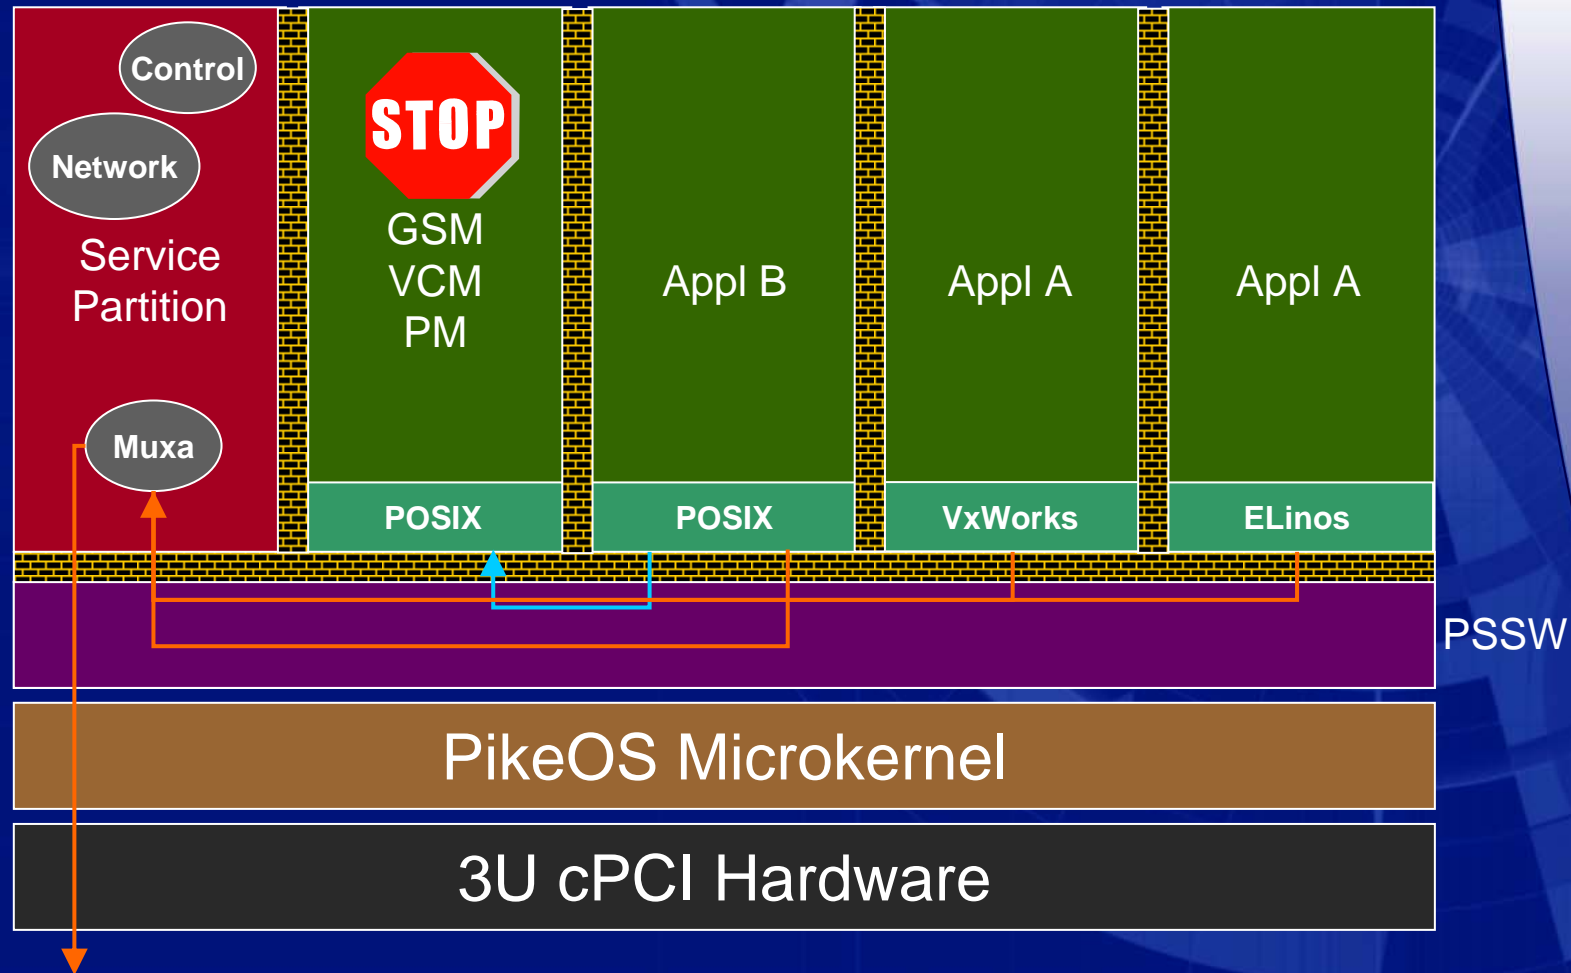 Control
Network
Service
Partition
Muxa
STOP
GSM
VCM
PM
POSIX
Appl B
POSIX
Appl A
VxWorks
Appl A
ELinos
PSSW
PikeOS Microkernel
3U cPCI Hardware